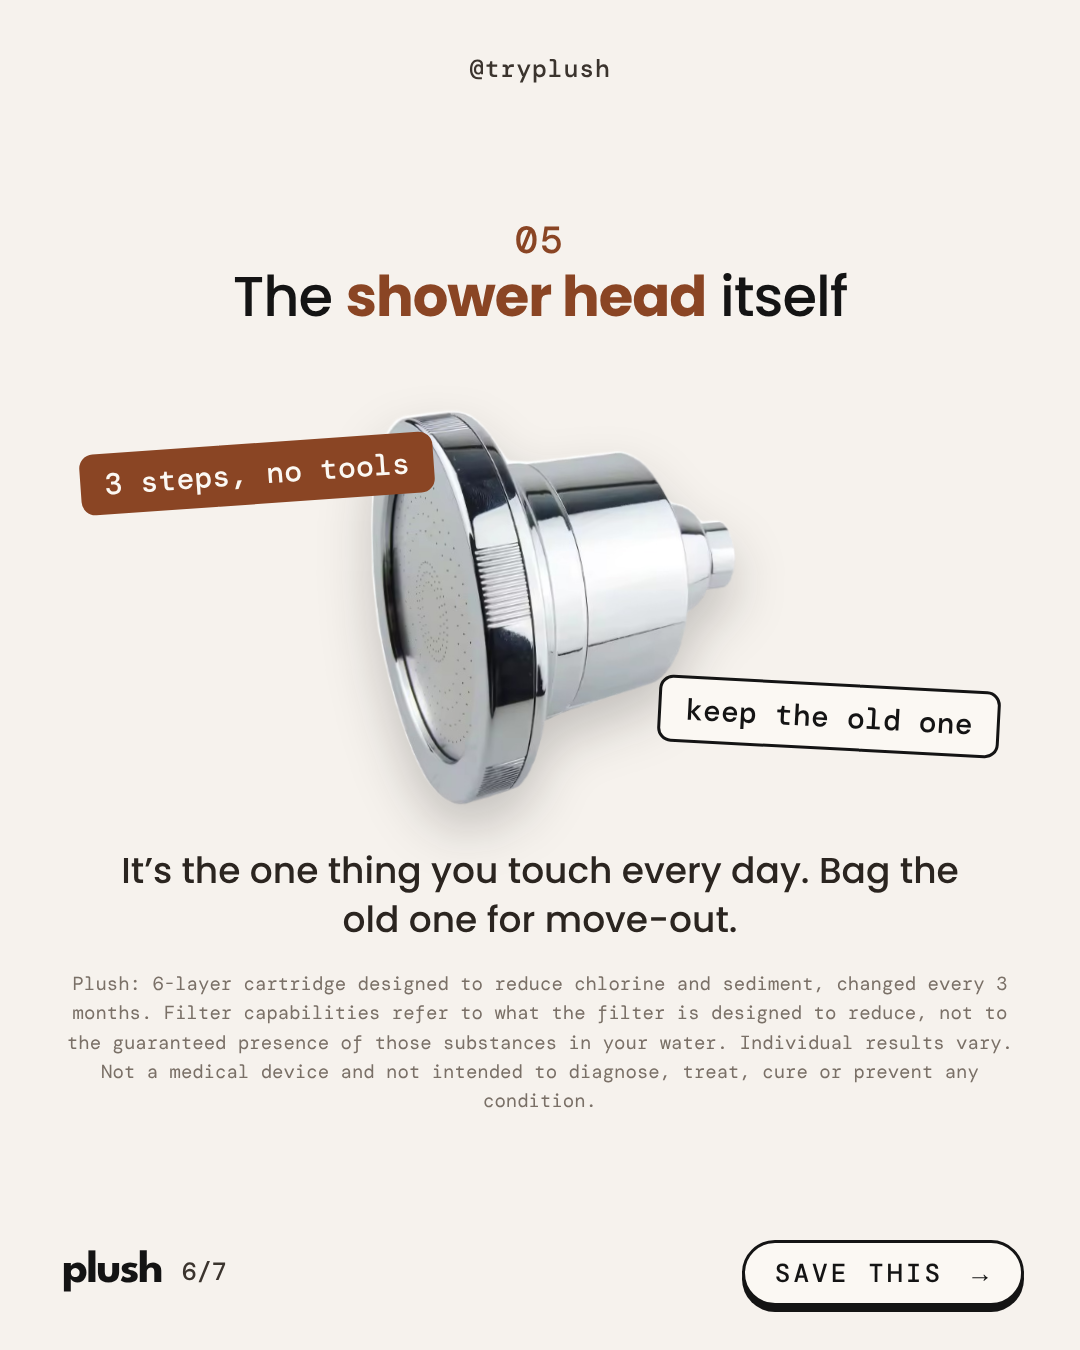 @tryplush
05
The shower head itself
3 steps, no tools
keep the old one
It’s the one thing you touch every day. Bag the
old one for move-out.
Plush: 6-layer cartridge designed to reduce chlorine and sediment, changed every 3
months. Filter capabilities refer to what the filter is designed to reduce, not to
the guaranteed presence of those substances in your water. Individual results vary.
Not a medical device and not intended to diagnose, treat, cure or prevent any
condition.
plush 6/7
SAVE THIS →